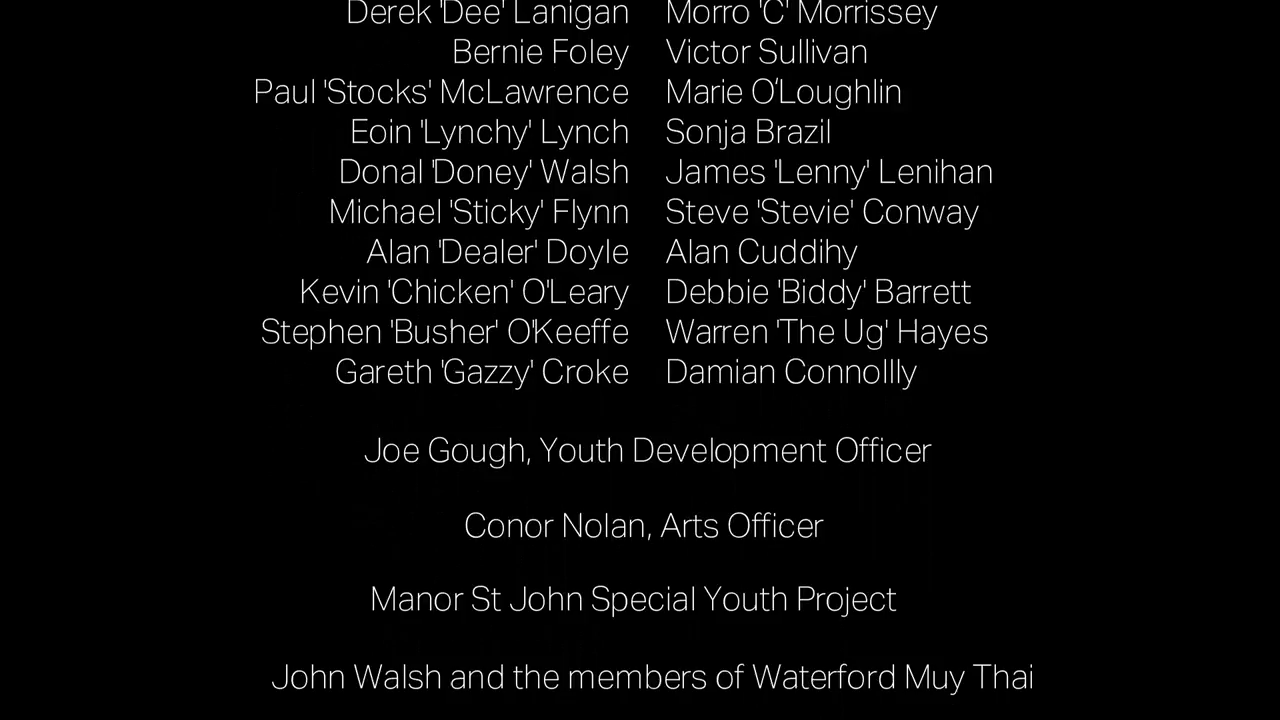 Derek 'Dee' Lanigan Morro 'C' Morrissey
Bernie Foley Victor Sullivan
Paul 'Stocks' McLawrence Marie O‘Loughlin
Eoin 'Lynchy' Lynch Sonja Brazil
Donal 'Doney' Walsh James 'Lenny' Lenihan
Michael 'Sticky' Flynn Steve 'Stevie' Conway
Alan 'Dealer' Doyle Alan Cuddihy
Kevin 'Chicken' O'Leary Debbie 'Biddy' Barrett
Stephen 'Busher' O'Keeffe Warren 'The Ug' Hayes
Gareth 'Gazzy' Croke Damian Connollly
Joe Gough, Youth Development Officer
Conor Nolan, Arts Officer
Manor St John Special Youth Project
John Walsh and the members of Waterford Muy Thai